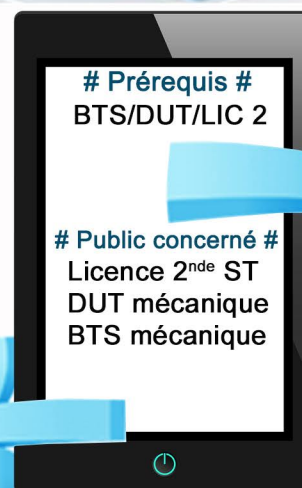 # Prérequis #
BTS/DUT/LIC 2
# Public concerné #
Licence 2nde ST
DUT mécanique
BTS mécanique